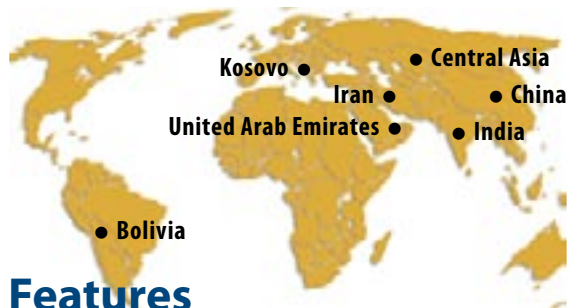 Kosovo
Central Asia
Iran
China
United Arab Emirates
India
Bolivia
Features